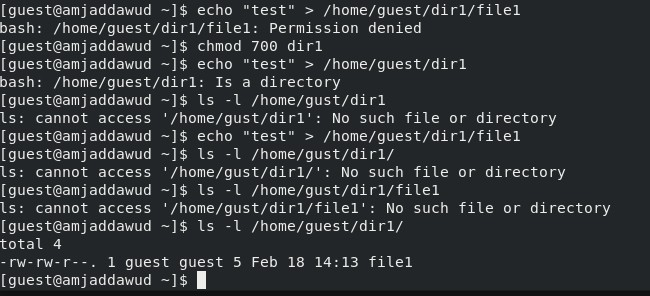 [guest@amjaddawud ~]$ echo "test" > /home/guest/dir1/file1
bash: /home/guest/dir1/file1: Permission denied
[guest@amjaddawud ~]$ chmod 700 dir1
[guest@amjaddawud ~]$ echo "test" > /home/guest/dir1
bash: /home/guest/dir1: Is a directory
[guest@amjaddawud ~]$ ls -l /home/gust/dir1
ls: cannot access '/home/gust/dir1': No such file or directory
[guest@amjaddawud ~]$ echo "test" > /home/guest/dir1/file1
[guest@amjaddawud ~]$ ls -l /home/gust/dir1/
ls: cannot access '/home/gust/dir1/': No such file or directory
[guest@amjaddawud ~]$ ls -l /home/gust/dir1/file1
ls: cannot access '/home/gust/dir1/file1': No such file or directory
[guest@amjaddawud ~]$ ls -l /home/guest/dir1/
total 4
-rw-rw-r--. 1 guest guest 5 Feb 18 14:13 file1
[guest@amjaddawud ~]$